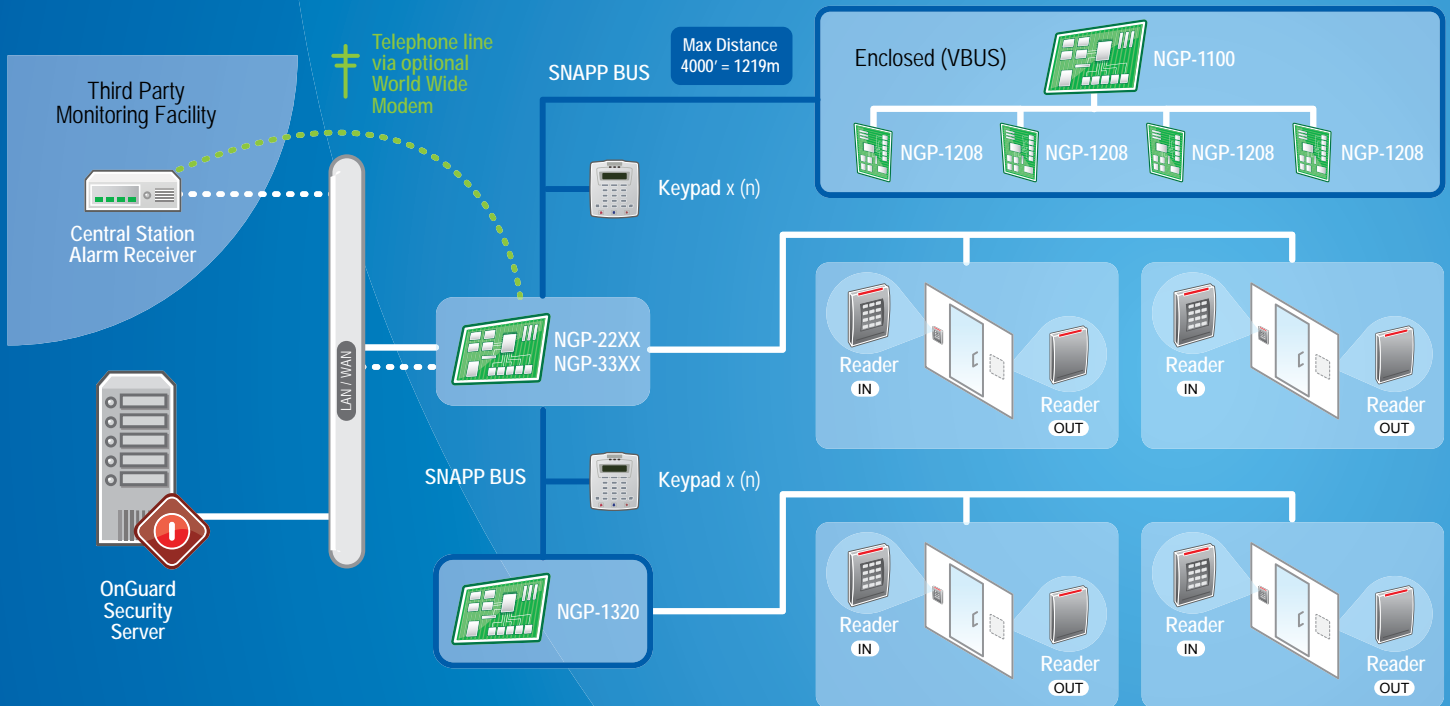 Third Party
Monitoring Facility
Central Station
Alarm Receiver
Telephone line
via optional
World Wide
Modem
LAN / WAN
OnGuard
Security
Server
SNAPP BUS
Max Distance
4000' = 1219m
Enclosed (VBUS)
NGP-1100
NGP-1208
NGP-1208
NGP-1208
NGP-1208
Keypad x (n)
NGP-22XX
NGP-33XX
Reader
IN
Reader
OUT
Reader
IN
Reader
OUT
SNAPP BUS
Keypad x (n)
NGP-1320
Reader
IN
Reader
OUT
Reader
IN
Reader
OUT